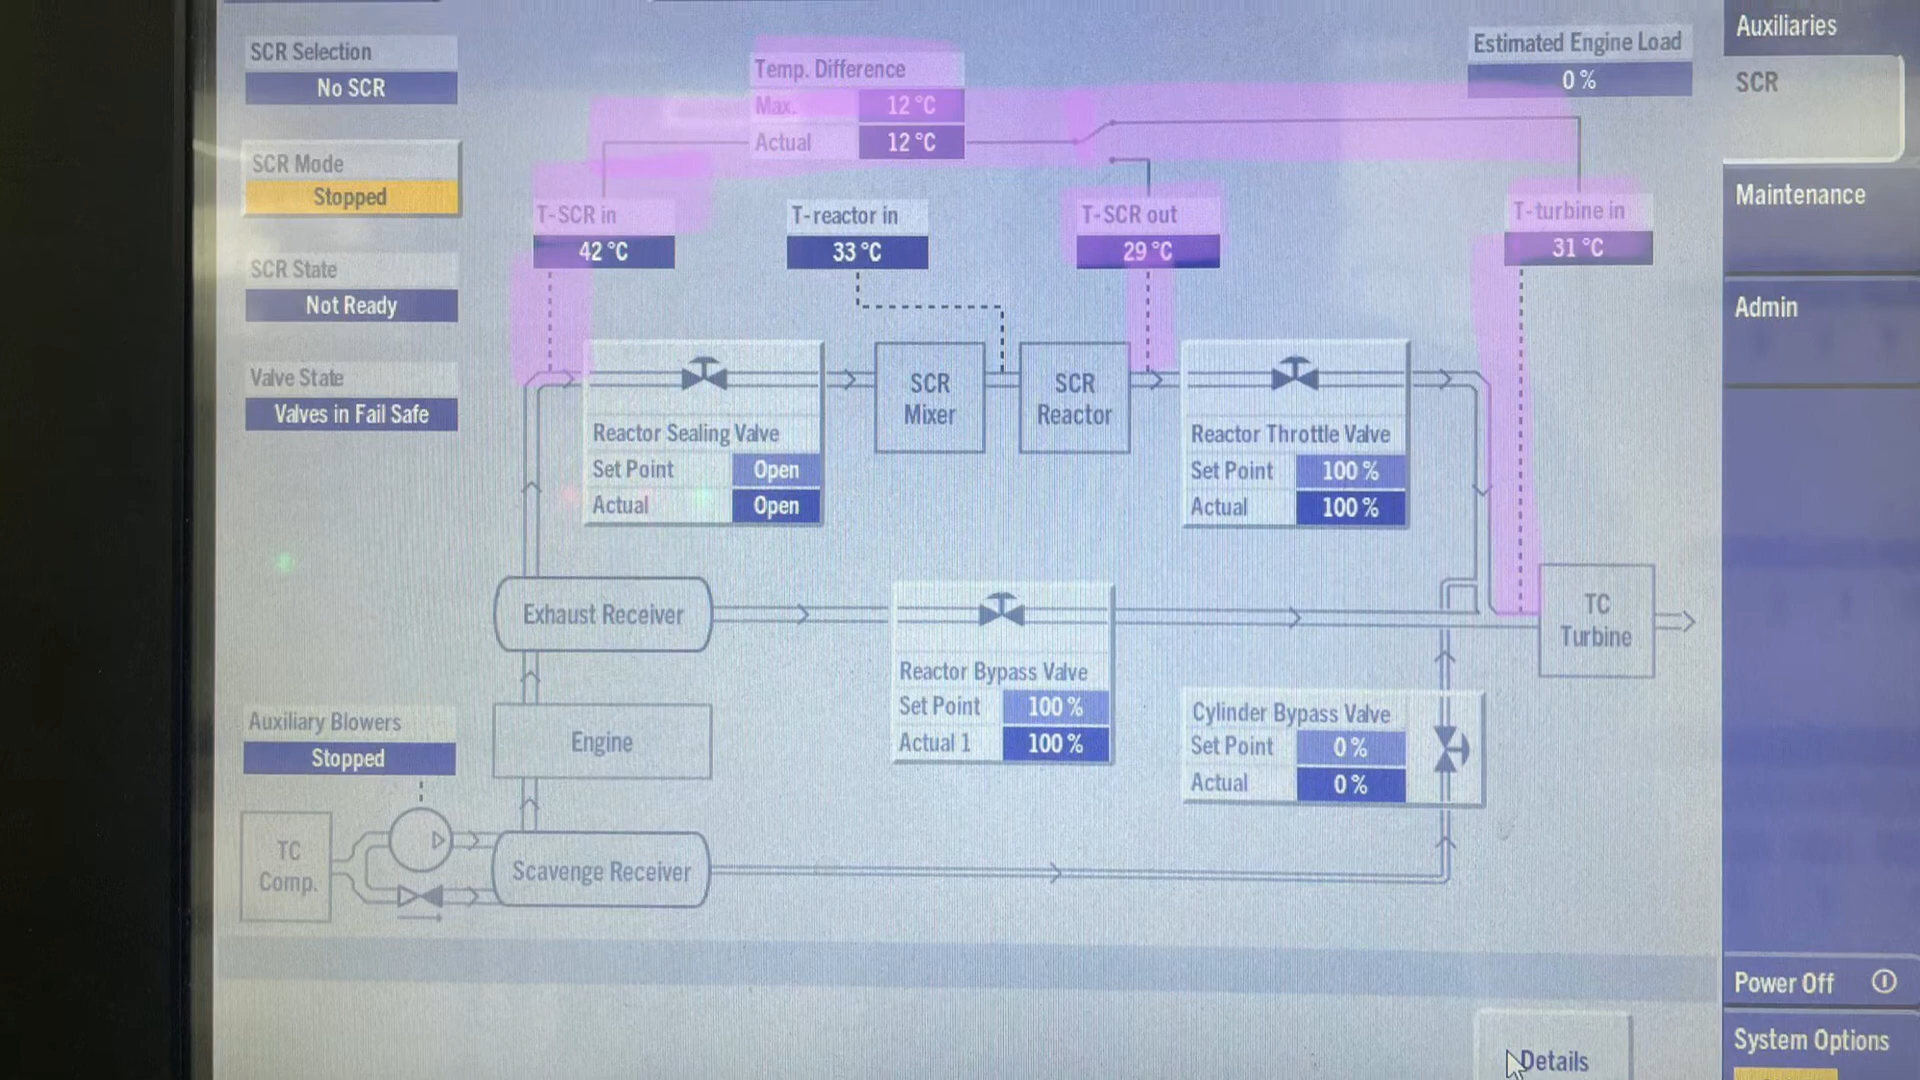 SCR Selection
No SCR
SCR Mode
Stopped
SCR State
Not Ready
Valve State
Valves in Fail Safe
Temp. Difference
Max. 12 °C
Actual 12 °C
Estimated Engine Load
0 %
T-SCR in
42 °C
T-reactor in
33 °C
T-SCR out
29 °C
T-turbine in
31 °C
Reactor Sealing Valve
Set Point Open
Actual Open
SCR
Mixer
SCR
Reactor
Reactor Throttle Valve
Set Point 100 %
Actual 100 %
Exhaust Receiver
Reactor Bypass Valve
Set Point 100 %
Actual 1 100 %
TC
Turbine
Cylinder Bypass Valve
Set Point 0 %
Actual 0 %
Auxiliary Blowers
Stopped
Engine
TC
Comp.
Scavenge Receiver
Details
Auxiliaries
SCR
Maintenance
Admin
Power Off
System Options